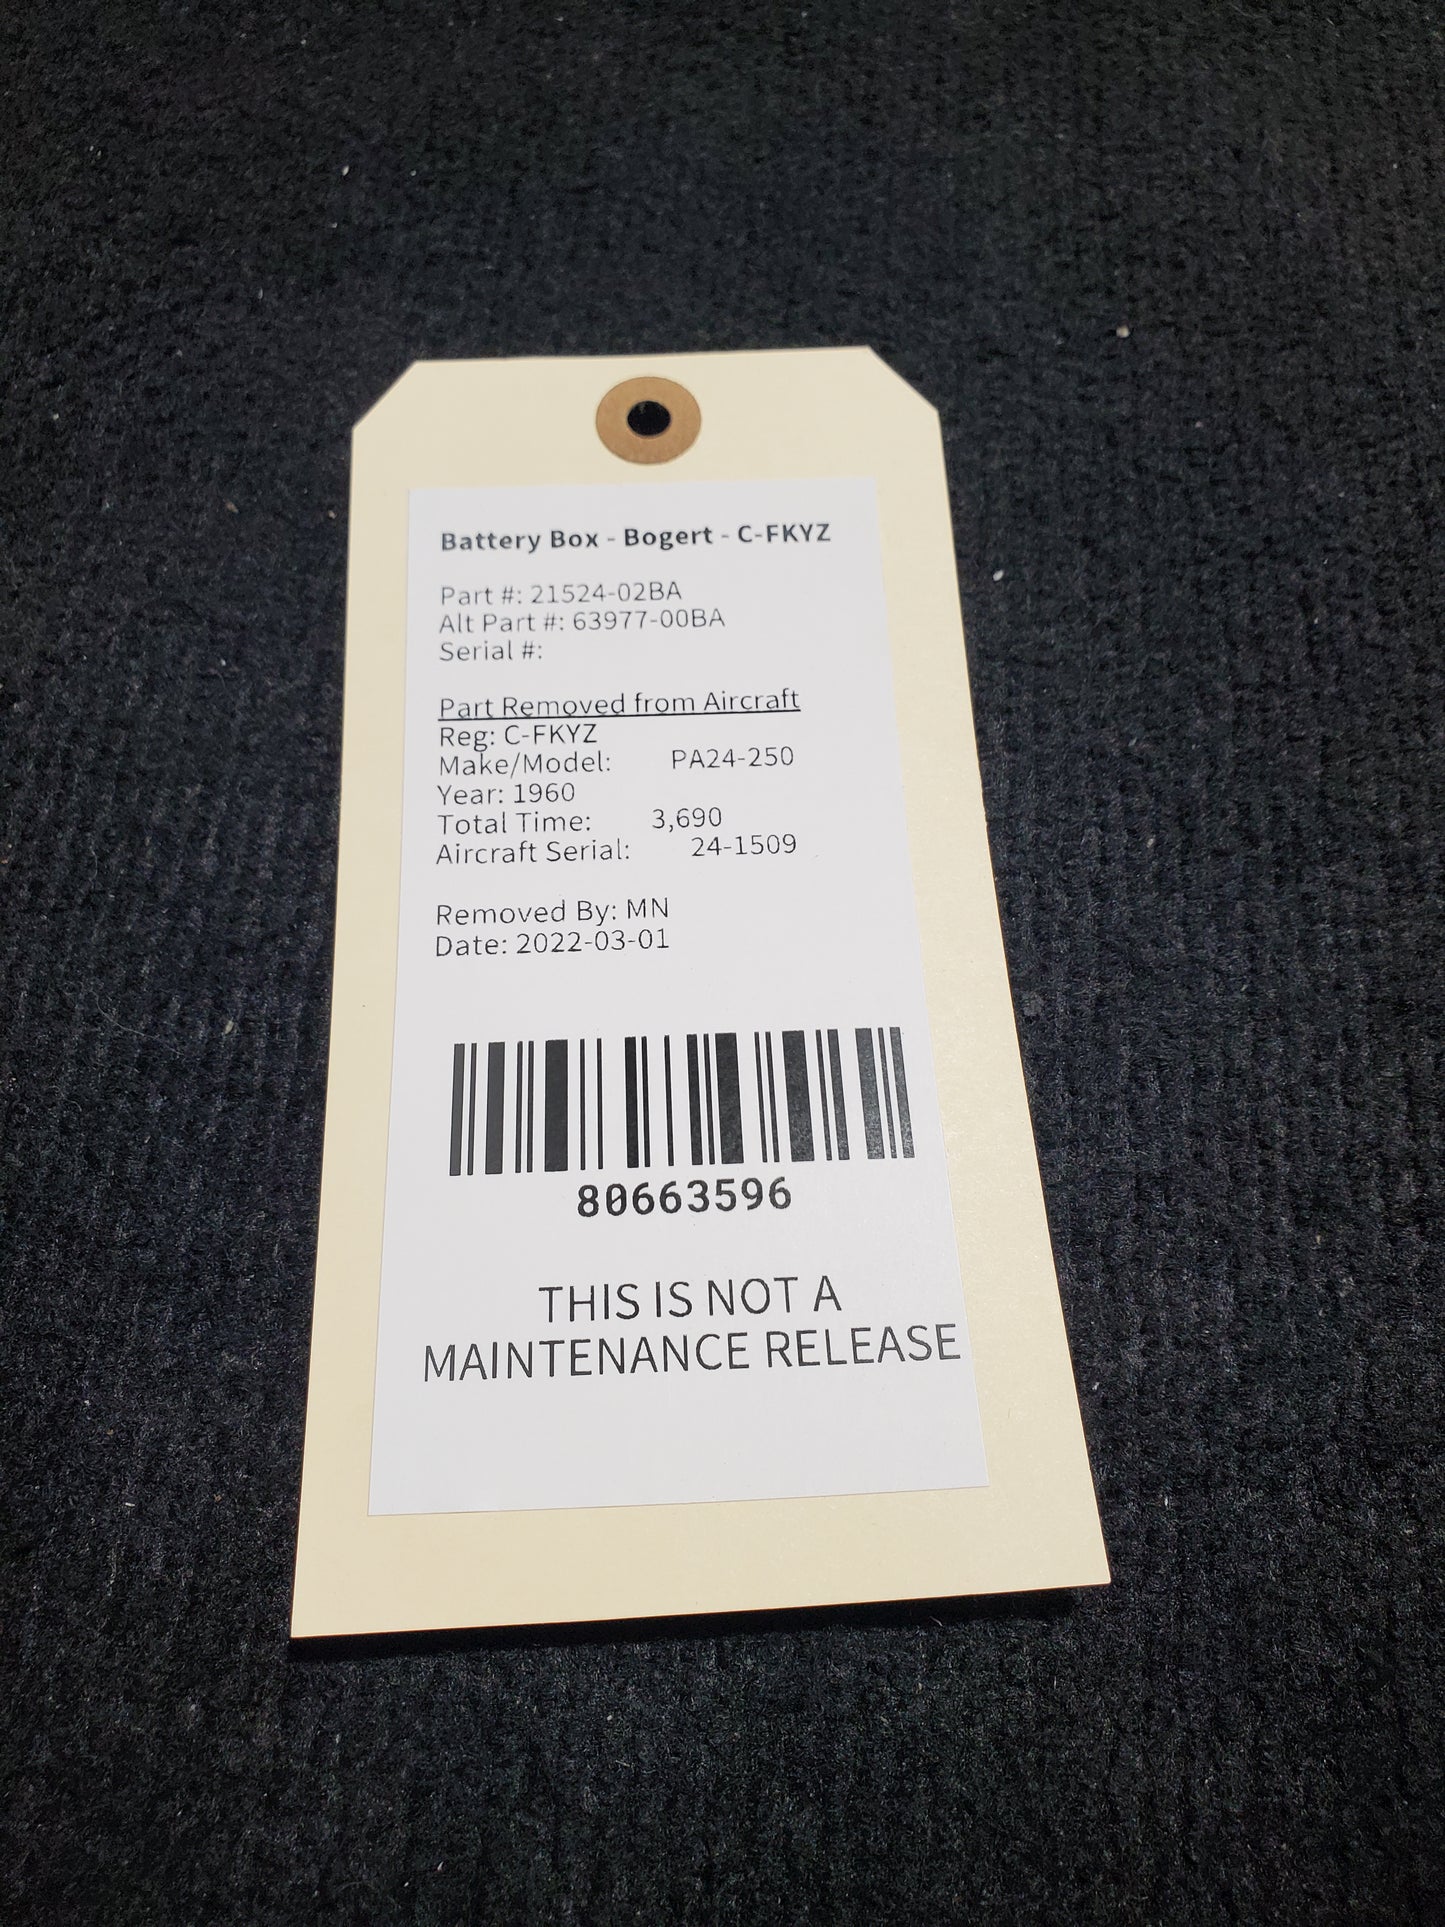 Battery Box - Bogert - C-FKYZ
Part #: 21524-02BA
Alt Part #: 63977-00BA
Serial #:
Part Removed from Aircraft
Reg: C-FKYZ
Make/Model: PA24-250
Year: 1960
Total Time: 3,690
Aircraft Serial: 24-1509
Removed By: MN
Date: 2022-03-01
80663596
THIS IS NOT A
MAINTENANCE RELEASE